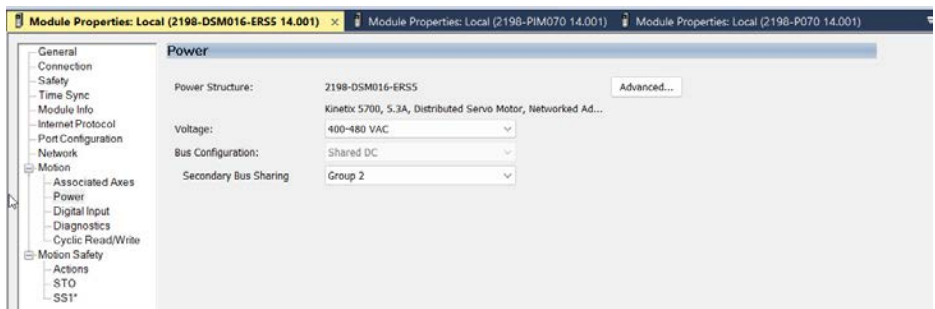 Module Properties: Local (2198-DSM016-ERS5 14.001) ×
Module Properties: Local (2198-PIM070 14.001)
Module Properties: Local (2198-P070 14.001)
General
Connection
Safety
Time Sync
Module Info
Internet Protocol
Port Configuration
Network
Motion
Associated Axes
Power
Digital Input
Diagnostics
Cyclic Read/Write
Motion Safety
Actions
STO
SS1*
Power
Power Structure: 2198-DSM016-ERS5 Advanced...
Kinetix 5700, 5.3A, Distributed Servo Motor, Networked Ad...
Voltage: 400-480 VAC
Bus Configuration: Shared DC
Secondary Bus Sharing Group 2